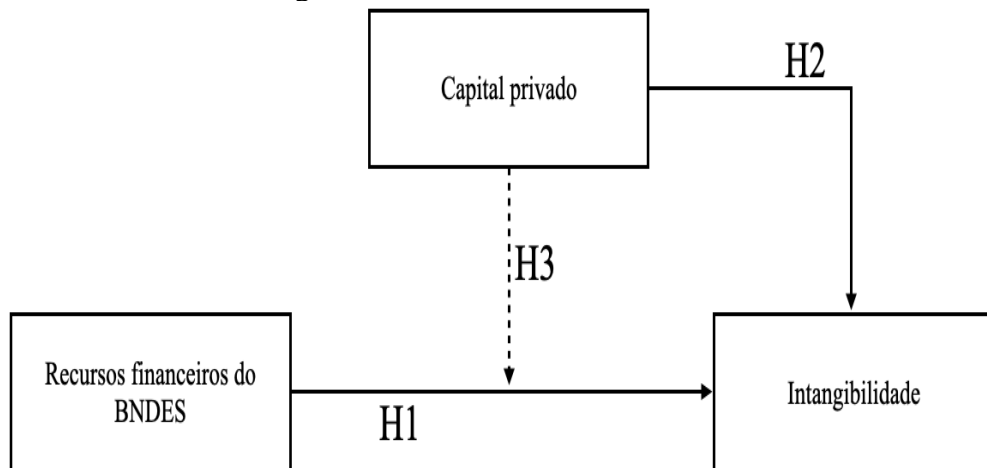 Capital privado
H2
H3
Recursos financeiros do
BNDES
H1
Intangibilidade